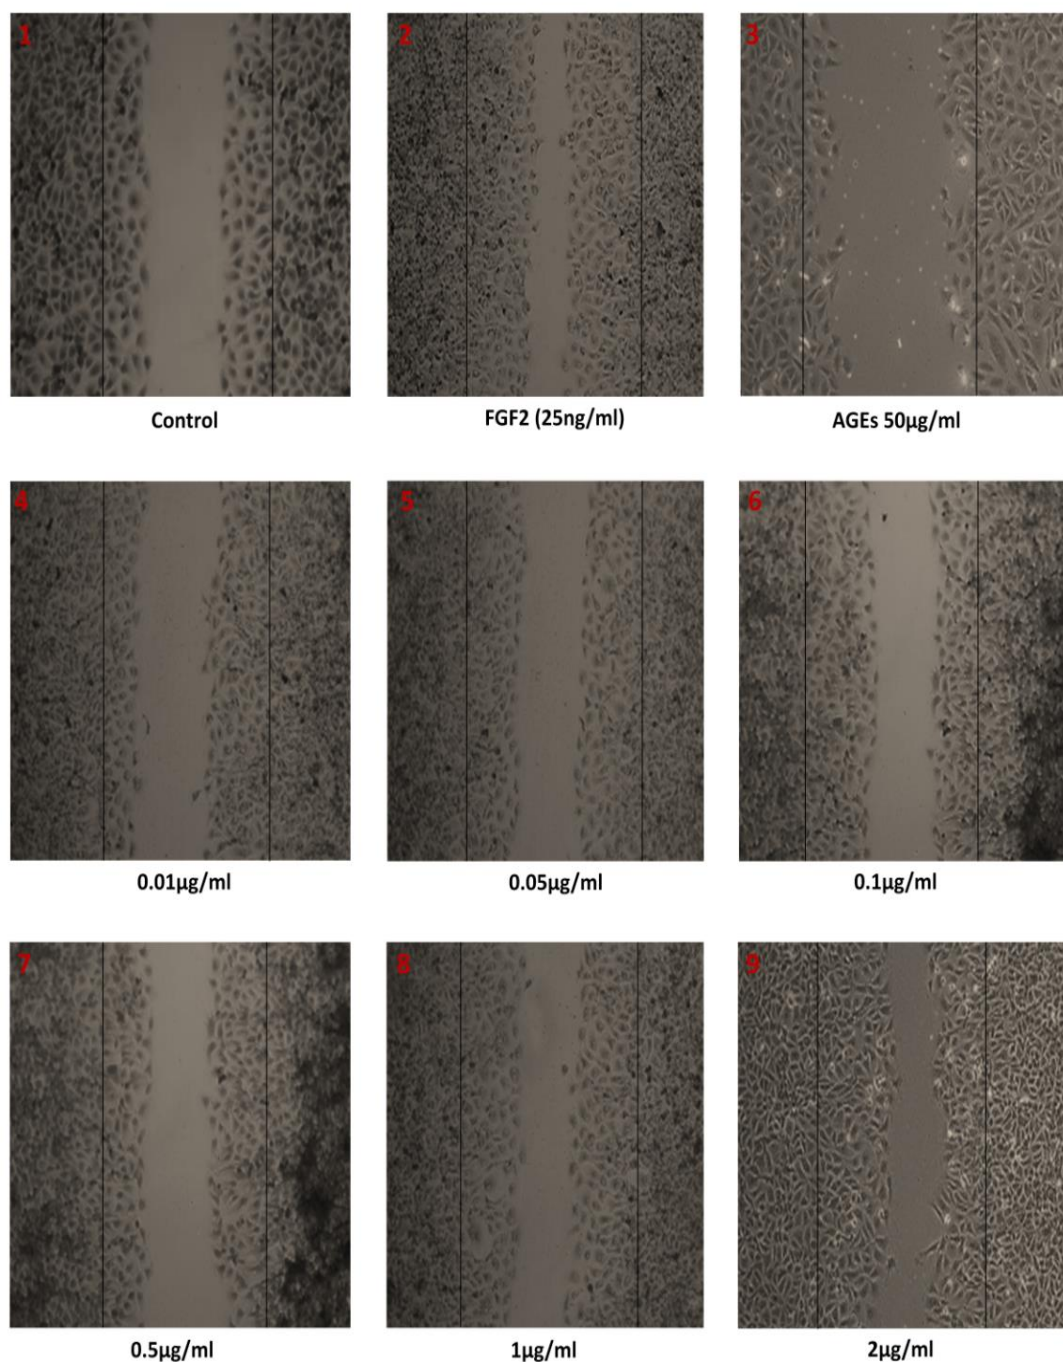 1
2
3
Control
FGF2 (25ng/ml)
AGEs 50μg/ml
4
5
6
0.01μg/ml
0.05μg/ml
0.1μg/ml
7
8
9
0.5μg/ml
1μg/ml
2μg/ml